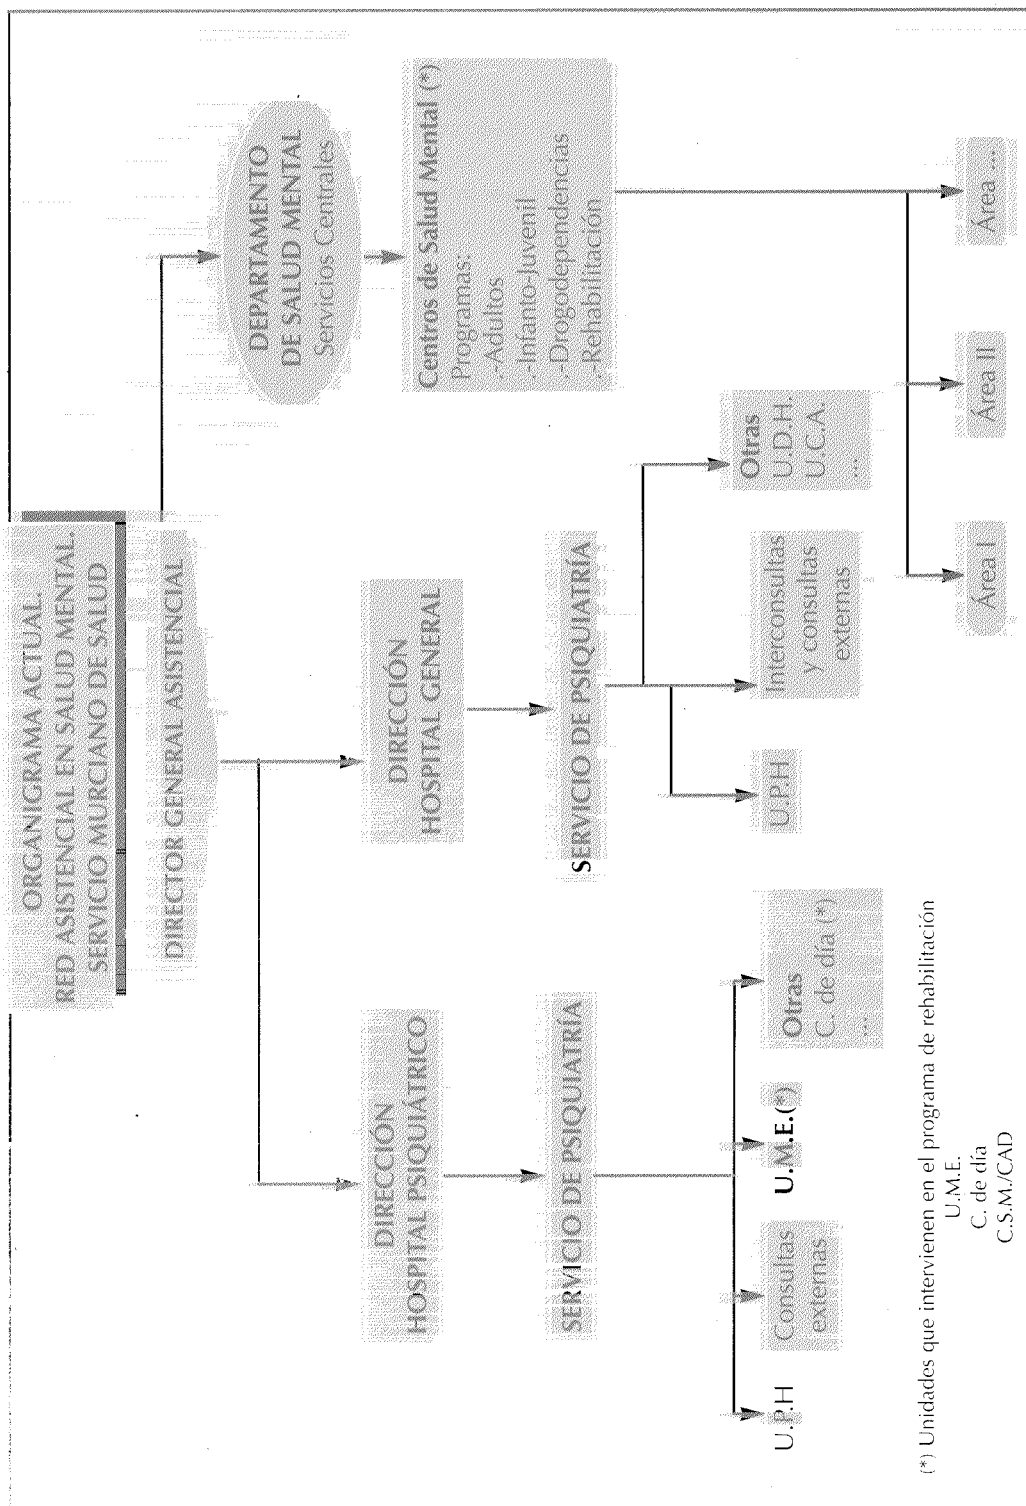 ORGANIGRAMA ACTUAL.
RED ASISTENCIAL EN SALUD MENTAL.
SERVICIO MURCIANO DE SALUD
DIRECTOR GENERAL ASISTENCIAL
DIRECCIÓN
HOSPITAL PSIQUIÁTRICO
SERVICIO DE PSIQUIATRÍA
U.P.H
Consultas
externas
U.M.E.(*)
Otras
C. de día (*)
...
DIRECCIÓN
HOSPITAL GENERAL
SERVICIO DE PSIQUIATRÍA
U.P.H
Interconsultas
y consultas
externas
Otras
U.D.H.
U.C.A.
...
DEPARTAMENTO
DE SALUD MENTAL
Servicios Centrales
Centros de Salud Mental (*)
Programas:
.-Adultos
.-Infanto-Juvenil
.-Drogodependencias
.-Rehabilitación
Área I
Área II
Área ...
(*) Unidades que intervienen en el programa de rehabilitación
U.M.E.
C. de día
C.S.M./CAD